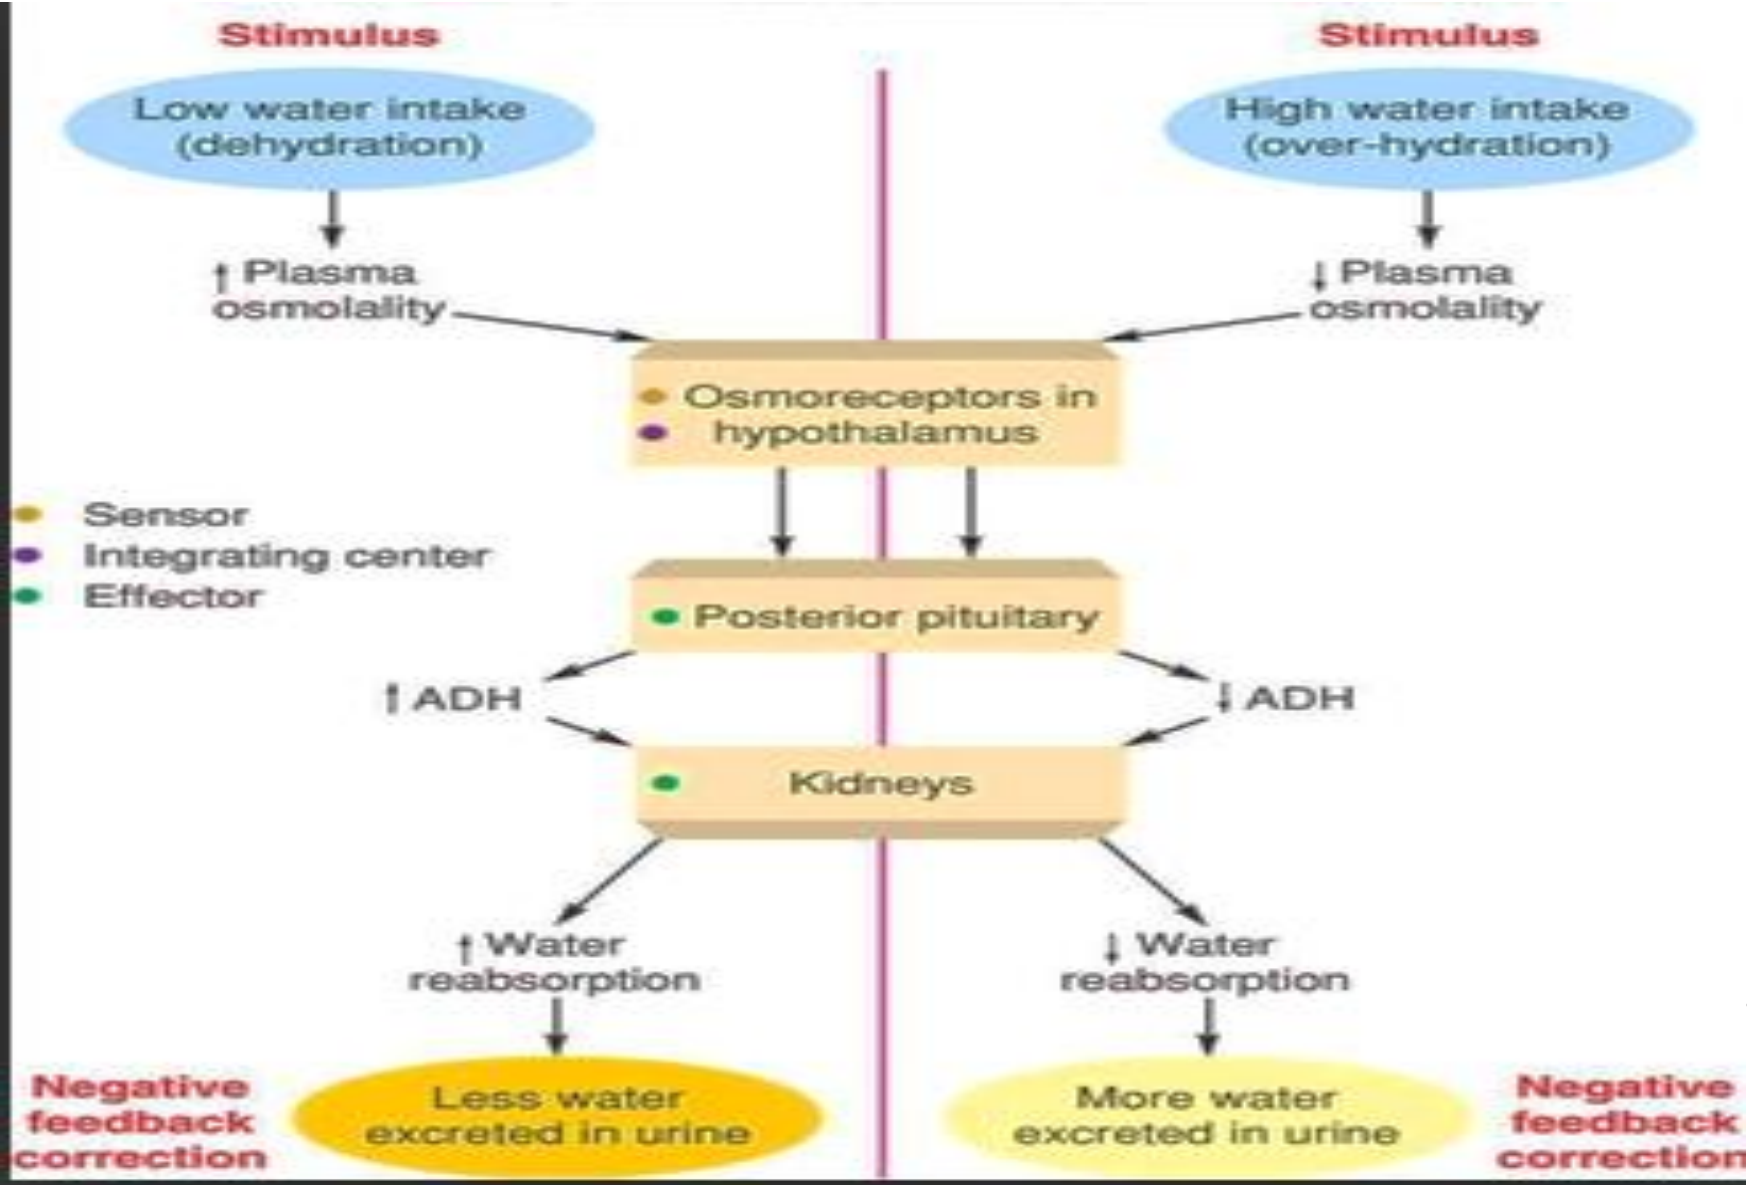 Stimulus
Low water intake
(dehydration)
↑ Plasma
osmolality
Stimulus
High water intake
(over-hydration)
↓ Plasma
osmolality
Osmoreceptors in
hypothalamus
Sensor
Integrating center
Effector
Posterior pituitary
↑ ADH
↓ ADH
Kidneys
↑ Water
reabsorption
↓ Water
reabsorption
Negative
feedback
correction
Less water
excreted in urine
More water
excreted in urine
Negative
feedback
correction